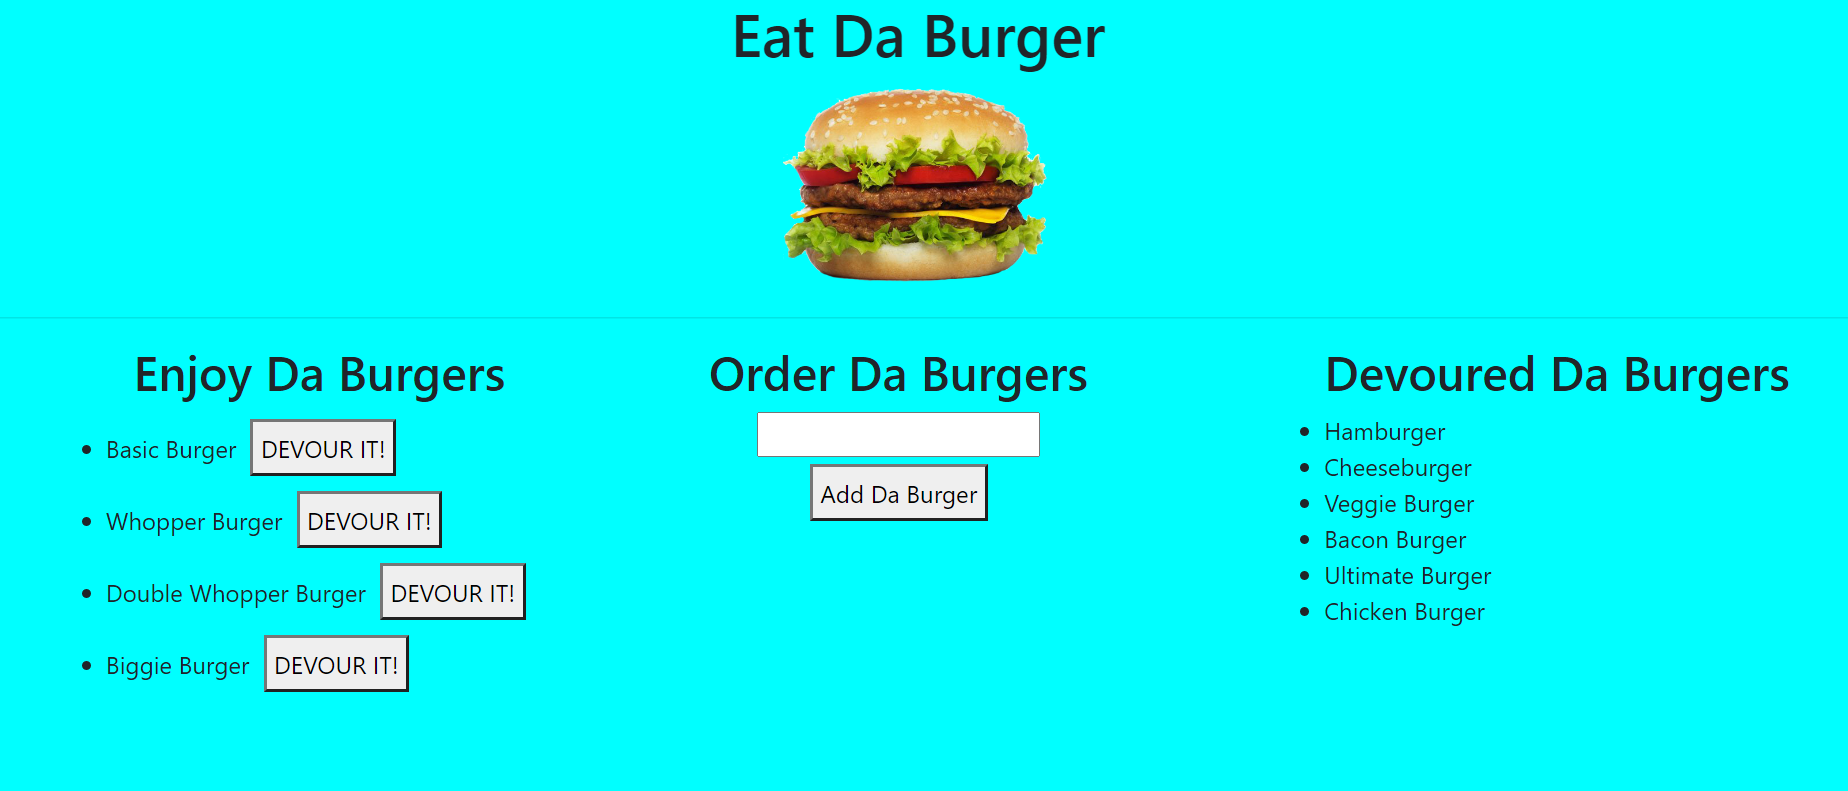 Eat Da Burger
Enjoy Da Burgers
Basic Burger DEVOUR IT!
Whopper Burger DEVOUR IT!
Double Whopper Burger DEVOUR IT!
Biggie Burger DEVOUR IT!
Order Da Burgers
Add Da Burger
Devoured Da Burgers
Hamburger
Cheeseburger
Veggie Burger
Bacon Burger
Ultimate Burger
Chicken Burger